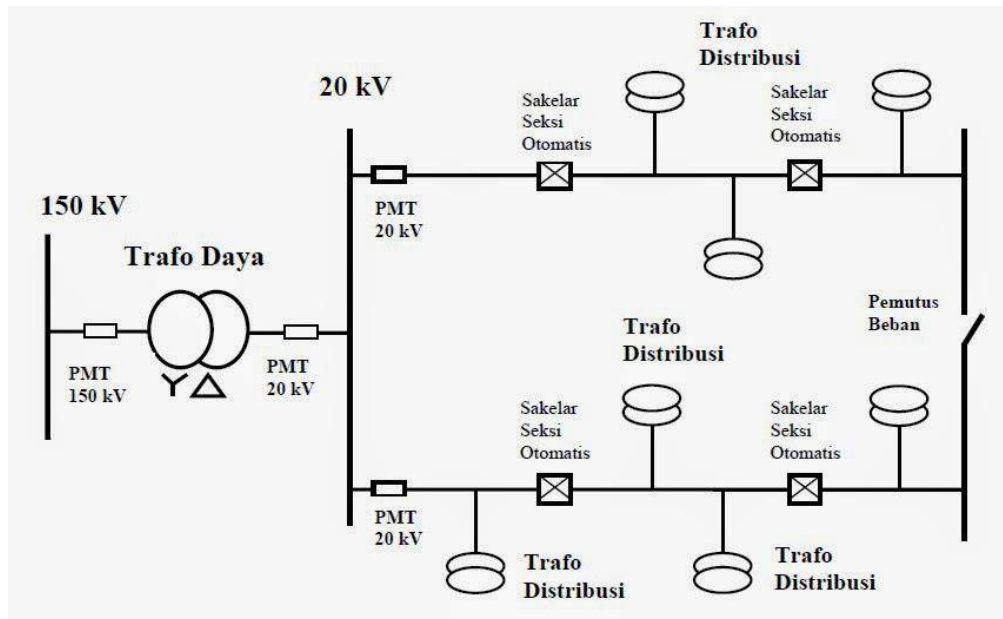 Trafo
Distribusi
20 kV
Sakelar
Seksi
Otomatis
Sakelar
Seksi
Otomatis
PMT
20 kV
150 kV
Trafo Daya
PMT
150 kV
PMT
20 kV
Pemutus
Beban
Trafo
Distribusi
Sakelar
Seksi
Otomatis
Sakelar
Seksi
Otomatis
PMT
20 kV
Trafo
Distribusi
Trafo
Distribusi